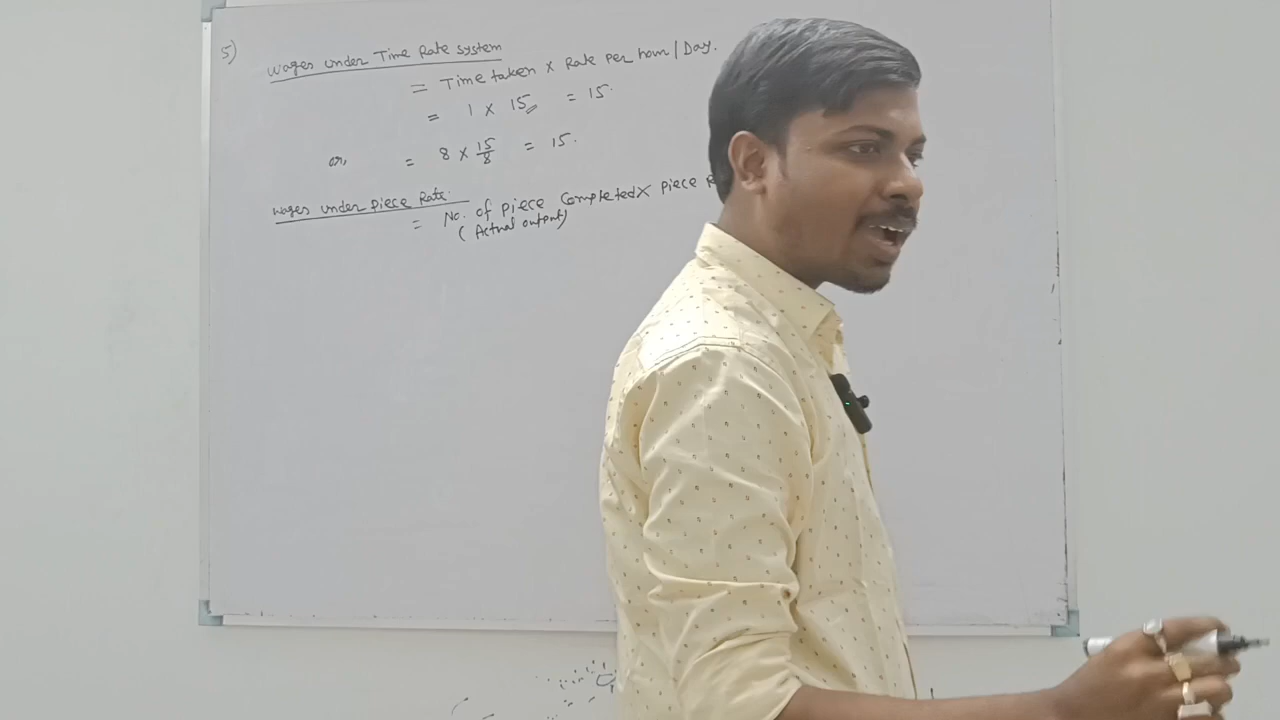 5) Wages under Time Rate system
= Time taken × Rate Per hour / Day.
= 1 × 15 = 15.
or, = 8 × 15/8 = 15.
Wages under piece Rate.
= No. of piece Completed × piece R
( Actual output)